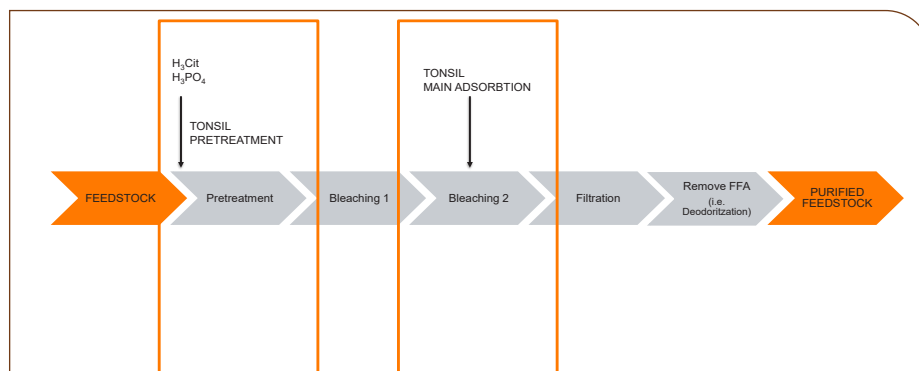 H₃Cit
H₃PO₄
TONSIL
PRETREATMENT
TONSIL
MAIN ADSORBTION
FEEDSTOCK
Pretreatment
Bleaching 1
Bleaching 2
Filtration
Remove FFA
(i.e.
Deodoritzation)
PURIFIED
FEEDSTOCK